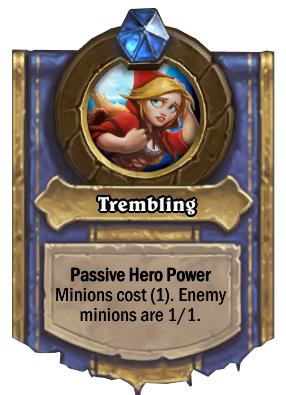 Trembling
Passive Hero Power
Minions cost (1). Enemy
minions are 1/1.